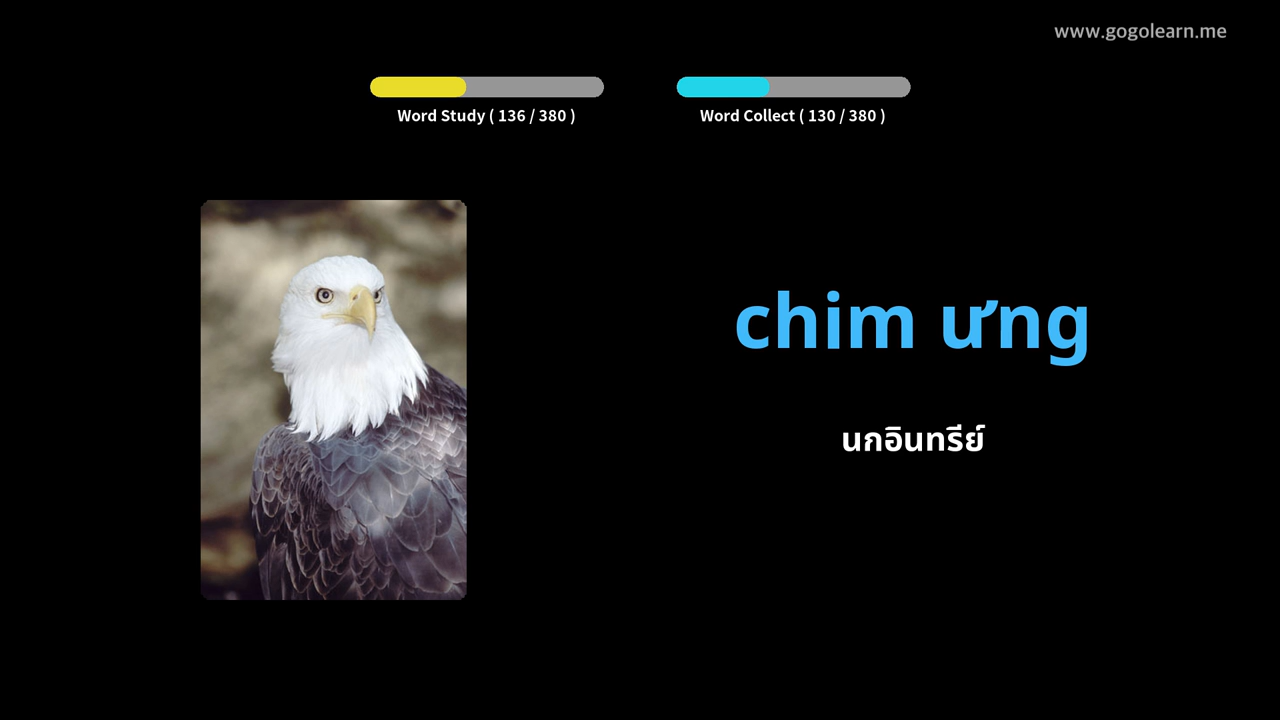 www.gogolearn.me
Word Study ( 136 / 380 )
Word Collect ( 130 / 380 )
chim ưng
นกอินทรีย์